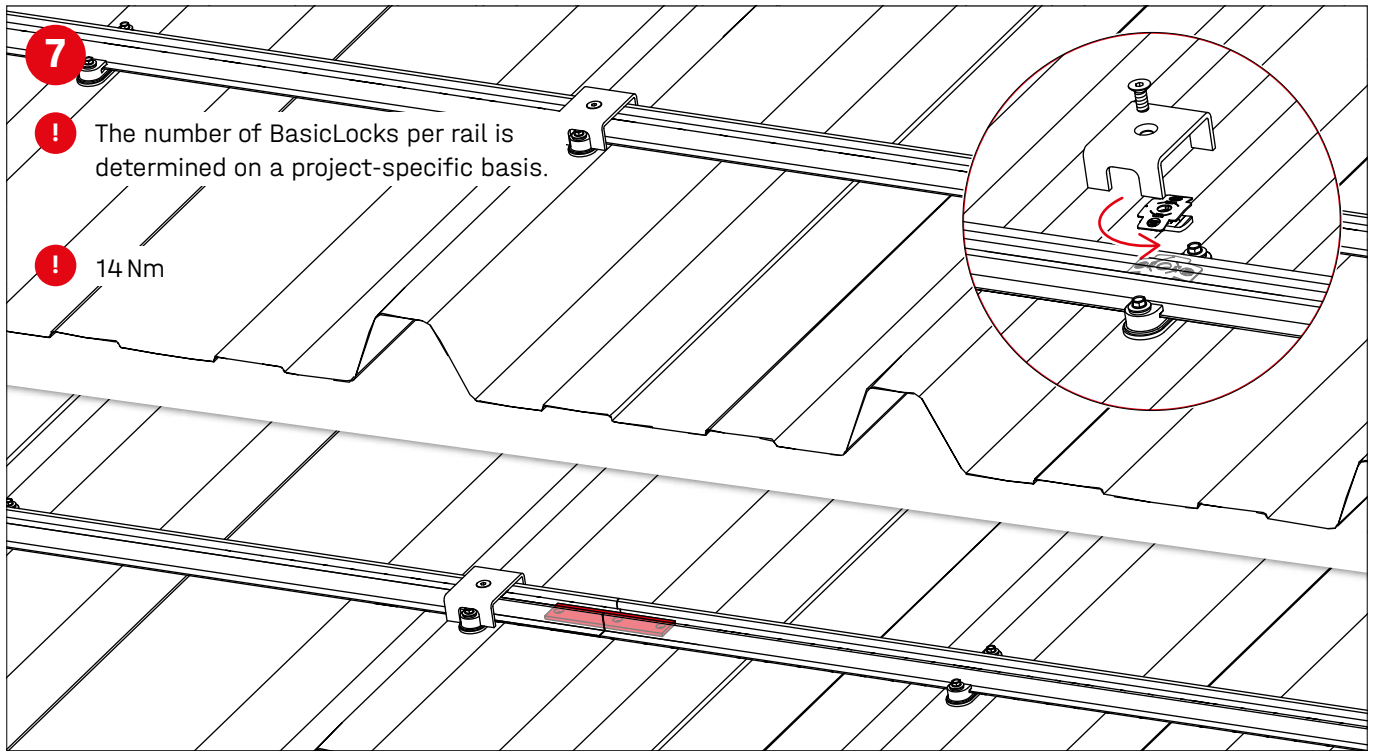 7
! The number of BasicLocks per rail is
determined on a project-specific basis.
! 14 Nm